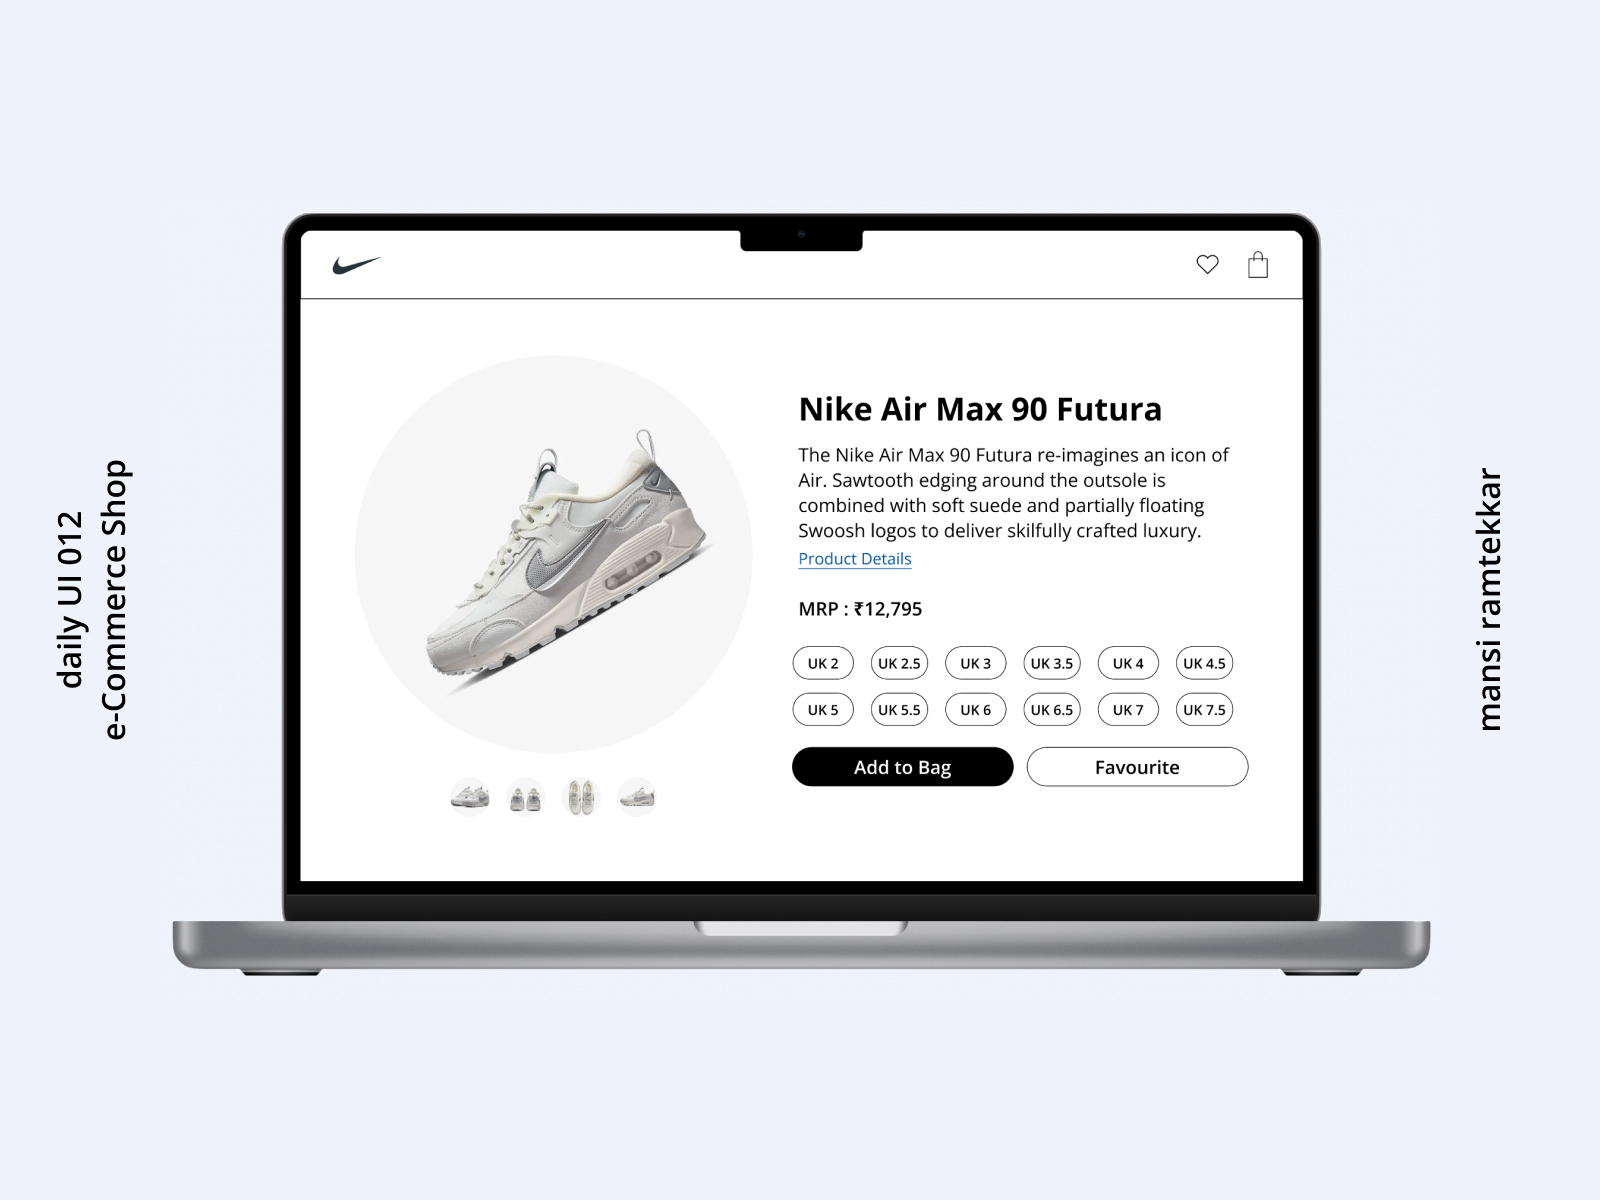 daily UI 012
e-Commerce Shop
Nike Air Max 90 Futura
The Nike Air Max 90 Futura re-imagines an icon of
Air. Sawtooth edging around the outsole is
combined with soft suede and partially floating
Swoosh logos to deliver skilfully crafted luxury.
Product Details
MRP : ₹12,795
UK 2 UK 2.5 UK 3 UK 3.5 UK 4 UK 4.5
UK 5 UK 5.5 UK 6 UK 6.5 UK 7 UK 7.5
Add to Bag Favourite
mansi ramtekkar